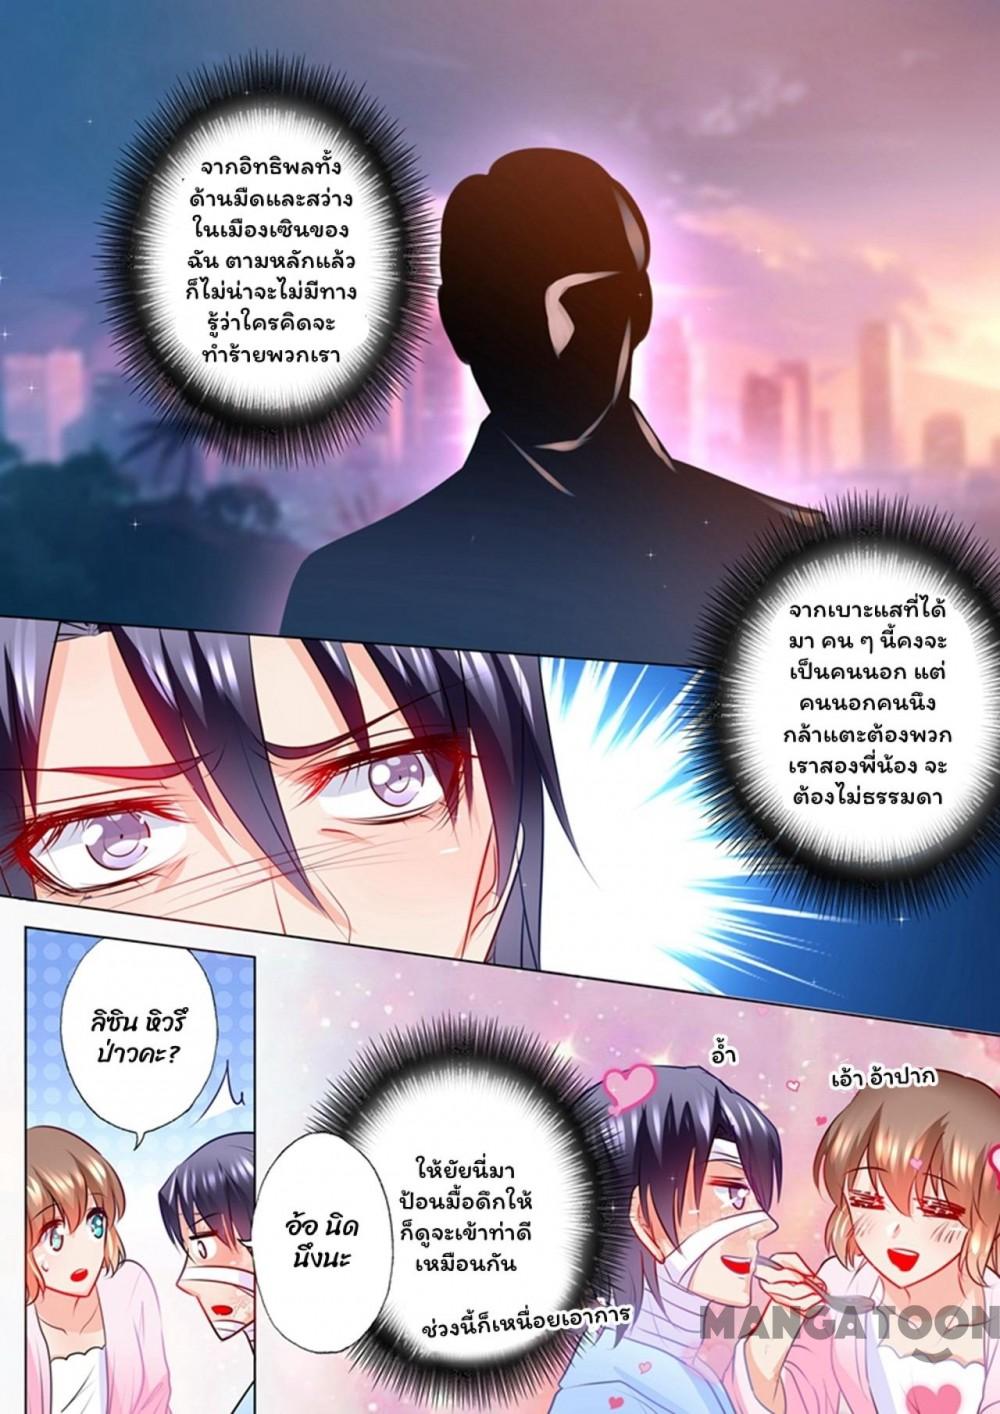 จากอิทธิพลทั้ง
ด้านมืดและสว่าง
ในเมืองเซินของ
ฉัน ตามหลักแล้ว
ก็ไม่น่าจะไม่มีทาง
รู้ว่าใครคิดจะ
ทำร้ายพวกเรา
จากเบาะแสที่ได้
มา คน ๆ นี้คงจะ
เป็นคนนอก แต่
คนนอกคนนึง
กล้าแตะต้องพวก
เราสองพี่น้อง จะ
ต้องไม่ธรรมดา
ลิซิน หิวรึ
ป่าวคะ?
อ้อ นิด
นึงนะ
ให้ยัยนี่มา
ป้อนมื้อดึกให้
ก็ดูจะเข้าท่าดี
เหมือนกัน
ช่วงนี้ก็เหนื่อยเอาการ
อ้ำ
เอ้า อ้าปาก
MANGATOON